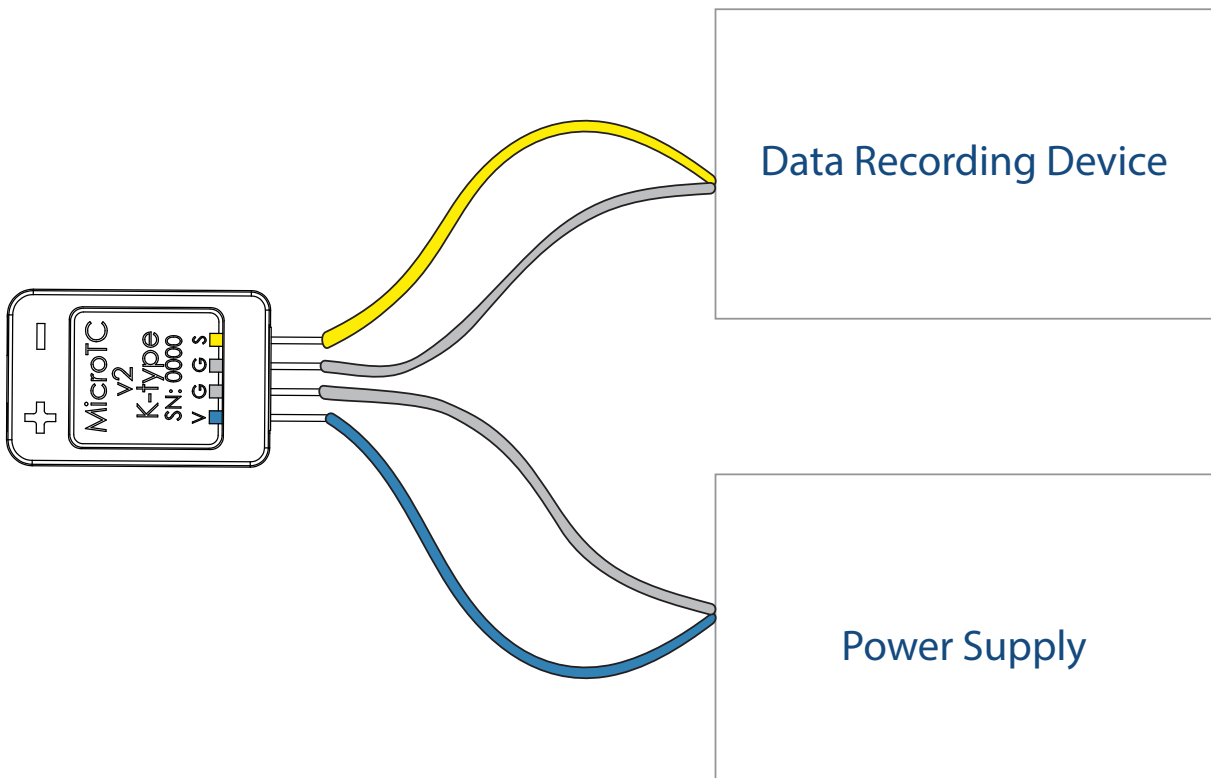 Data Recording Device
MicroTC
v2
K-type
SN: 0000
V G G S
Power Supply